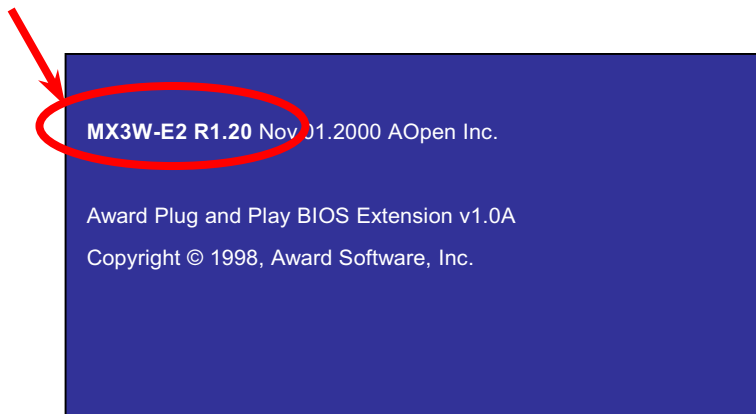 MX3W-E2 R1.20 Nov.01.2000 AOpen Inc.
Award Plug and Play BIOS Extension v1.0A
Copyright © 1998, Award Software, Inc.